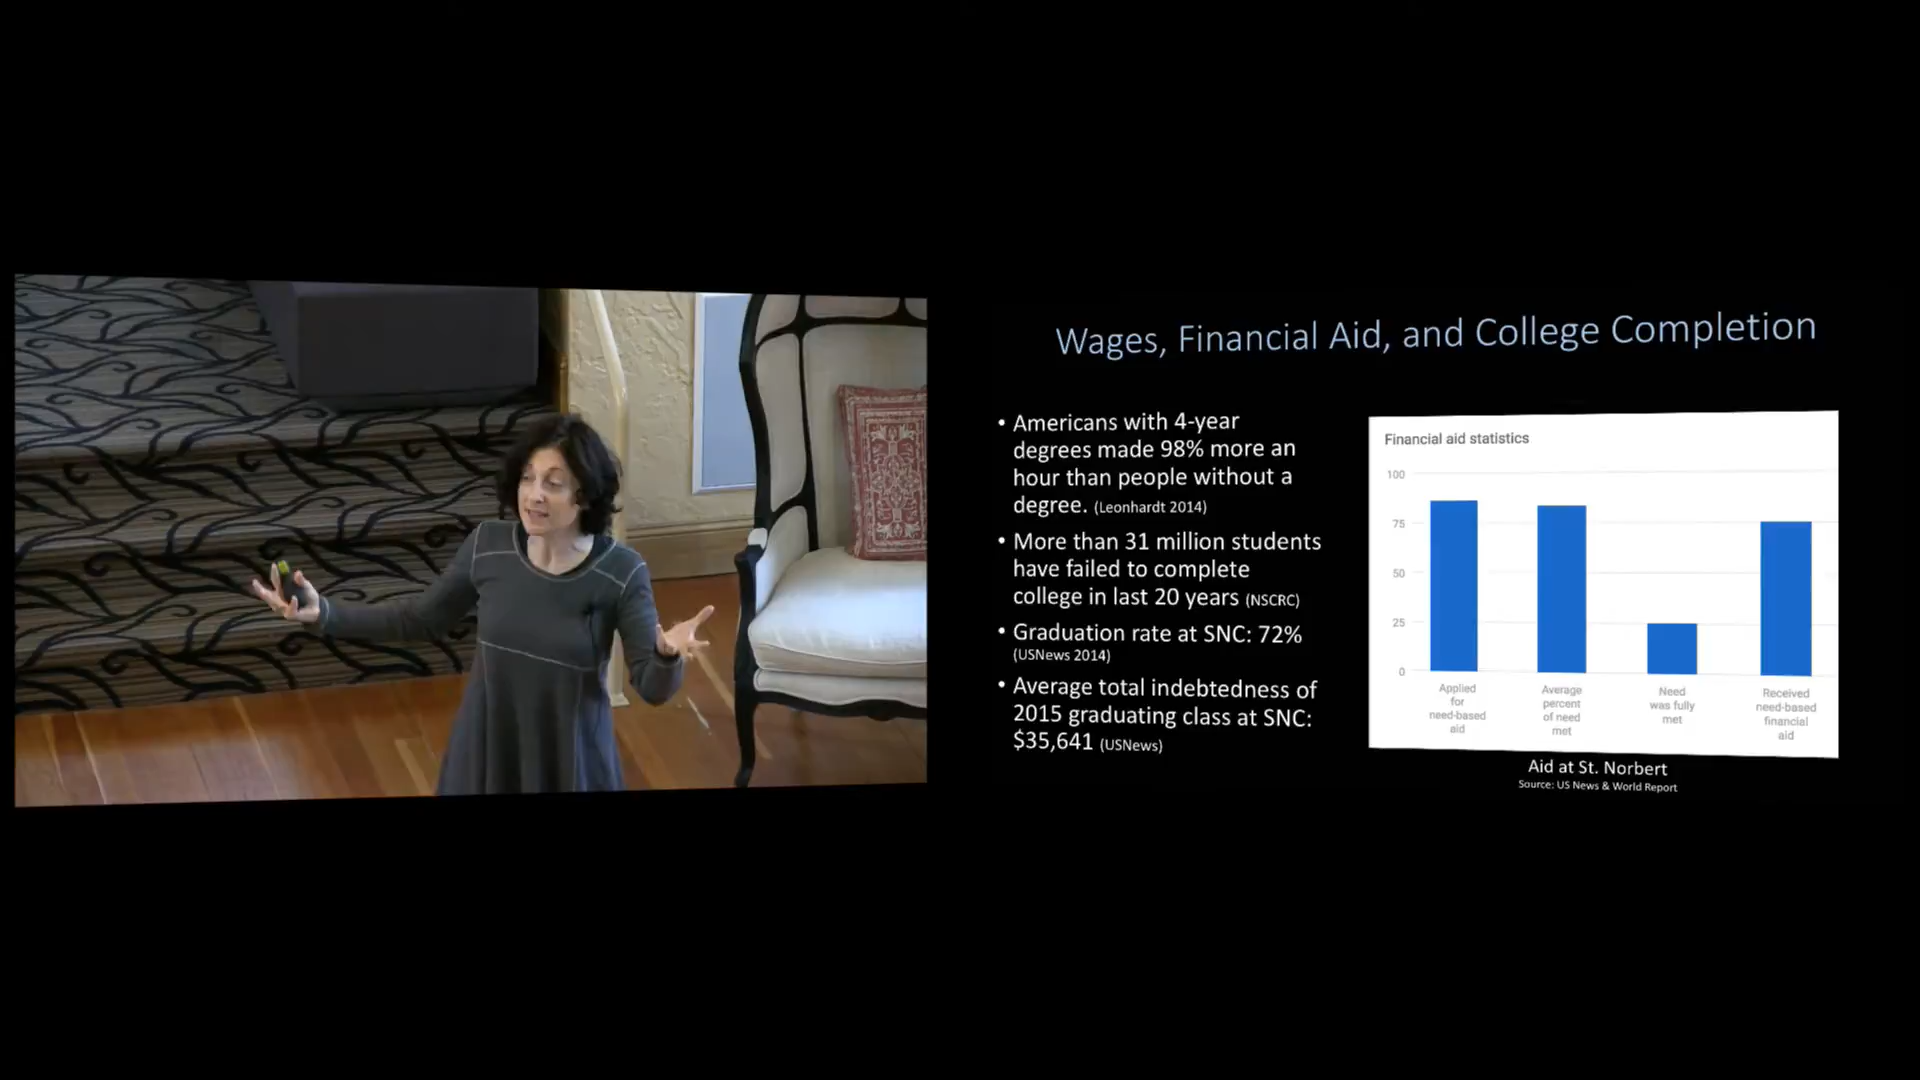 Wages, Financial Aid, and College Completion
• Americans with 4-year
degrees made 98% more an
hour than people without a
degree. (Leonhardt 2014)
• More than 31 million students
have failed to complete
college in last 20 years (NSCRC)
• Graduation rate at SNC: 72%
(USNews 2014)
• Average total indebtedness of
2015 graduating class at SNC:
$35,641 (USNews)
Financial aid statistics
100
75
50
25
0
Applied
for
need-based
aid
Average
percent
of need
met
Need
was fully
met
Received
need-based
financial
aid
Aid at St. Norbert
Source: US News & World Report